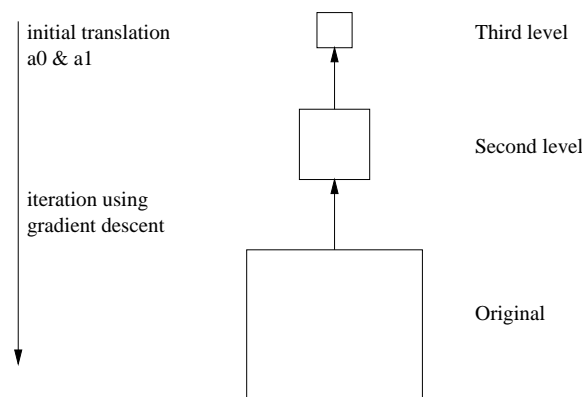 initial translation
a0 & a1
Third level
Second level
iteration using
gradient descent
Original